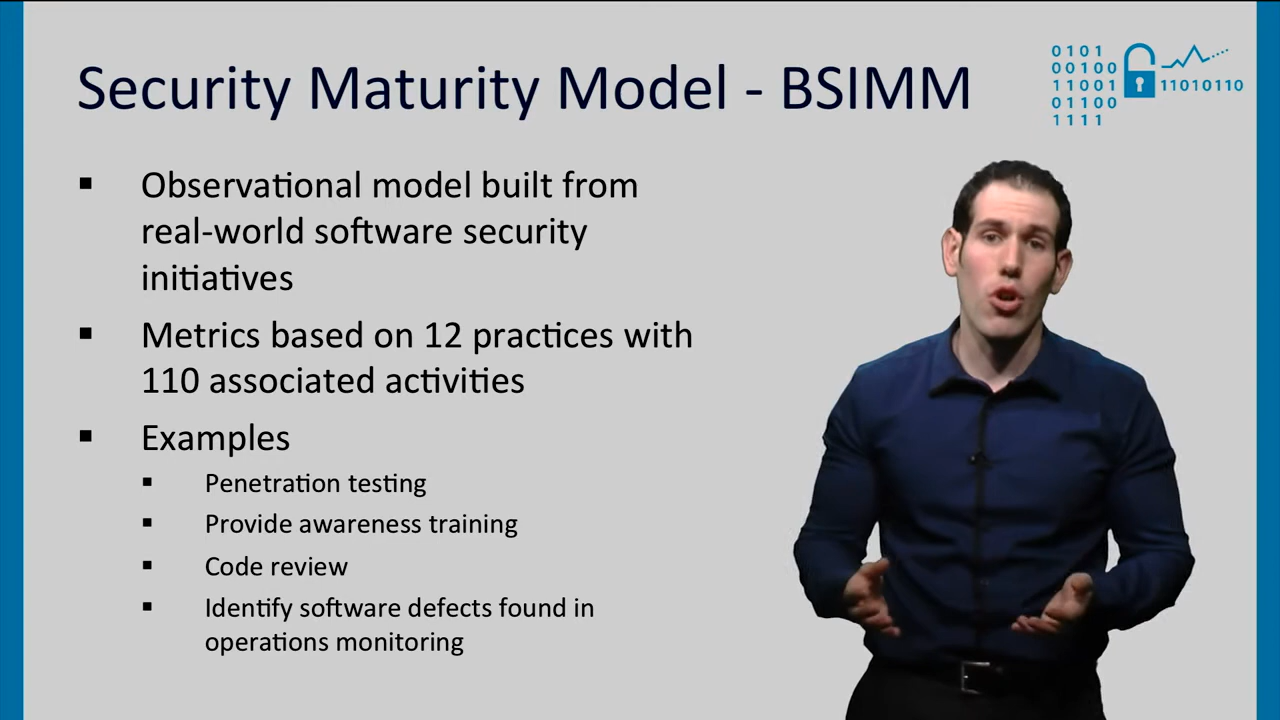 Security Maturity Model - BSIMM
0101
00100
11001
01100
1111
11010110
▪ Observational model built from
real-world software security
initiatives
▪ Metrics based on 12 practices with
110 associated activities
▪ Examples
▪ Penetration testing
▪ Provide awareness training
▪ Code review
▪ Identify software defects found in
operations monitoring